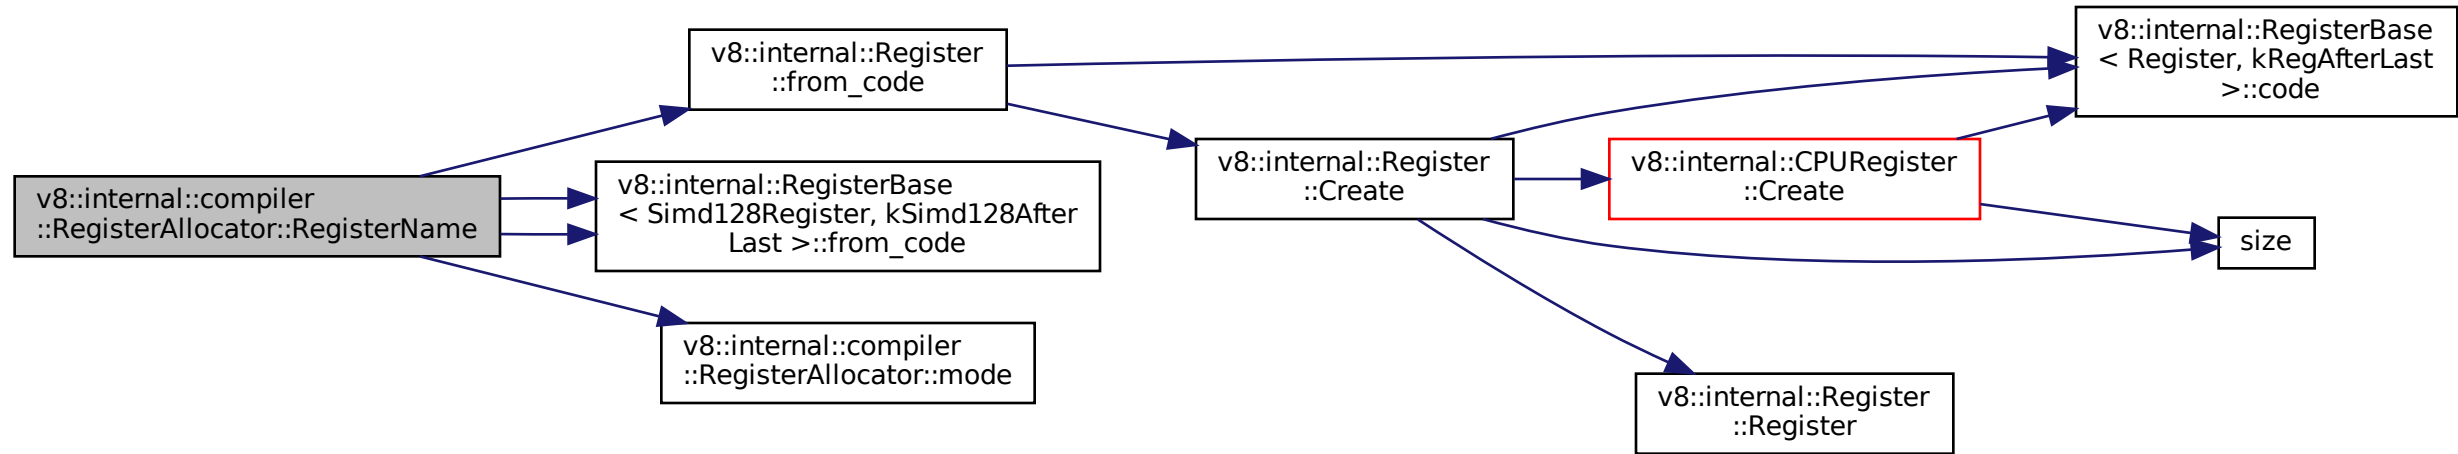 v8::internal::compiler
::RegisterAllocator::RegisterName
v8::internal::Register
::from_code
v8::internal::RegisterBase
< Simd128Register, kSimd128After
Last >::from_code
v8::internal::compiler
::RegisterAllocator::mode
v8::internal::Register
::Create
v8::internal::CPURegister
::Create
v8::internal::Register
::Register
v8::internal::RegisterBase
< Register, kRegAfterLast
>::code
size